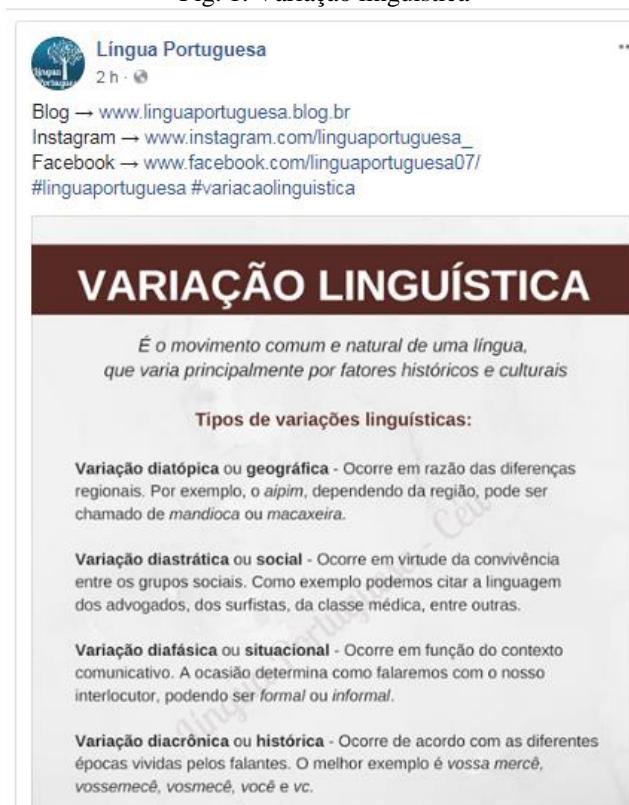 Fig. 1: Variação linguística
Língua Portuguesa
2 h ·
Blog → www.linguaportuguesa.blog.br
Instagram → www.instagram.com/linguaportuguesa_
Facebook → www.facebook.com/linguaportuguesa07/
#linguaportuguesa #variacaolinguistica
VARIAÇÃO LINGUÍSTICA
É o movimento comum e natural de uma língua,
que varia principalmente por fatores históricos e culturais
Tipos de variações linguísticas:
Variação diatópica ou geográfica - Ocorre em razão das diferenças
regionais. Por exemplo, o aipim, dependendo da região, pode ser
chamado de mandioca ou macaxeira.
Variação diastrática ou social - Ocorre em virtude da convivência
entre os grupos sociais. Como exemplo podemos citar a linguagem
dos advogados, dos surfistas, da classe médica, entre outras.
Variação diafásica ou situacional - Ocorre em função do contexto
comunicativo. A ocasião determina como falaremos com o nosso
interlocutor, podendo ser formal ou informal.
Variação diacrônica ou histórica - Ocorre de acordo com as diferentes
épocas vividas pelos falantes. O melhor exemplo é vossa mercê,
vossemecê, vosmecê, você e vc.